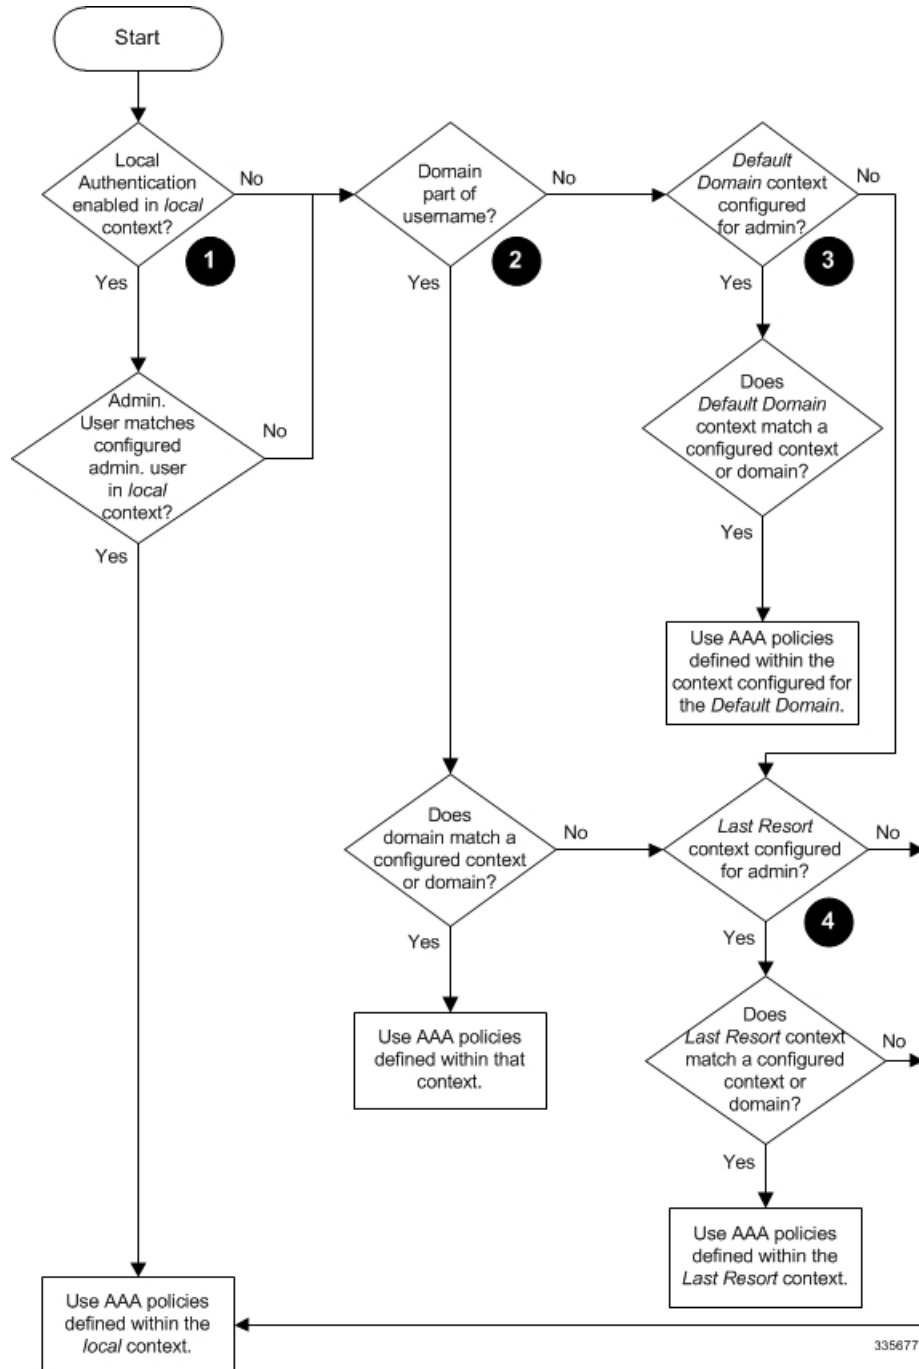 Start
Local
Authentication
enabled in local
context?
No
1
Yes
Domain
part of
username?
No
2
Yes
Default
Domain context
configured
for admin?
No
3
Yes
Admin.
User matches
configured
admin. user
in local
context?
No
Yes
Does
Default Domain
context match a
configured context
or domain?
Yes
Use AAA policies
defined within the
context configured for
the Default Domain.
Does
domain match a
configured context
or domain?
No
Yes
Last Resort
context configured
for admin?
No
4
Yes
Use AAA policies
defined within that
context.
Does
Last Resort context
match a configured
context or
domain?
No
Yes
Use AAA policies
defined within the
Last Resort context.
Use AAA policies
defined within the
local context.
335677